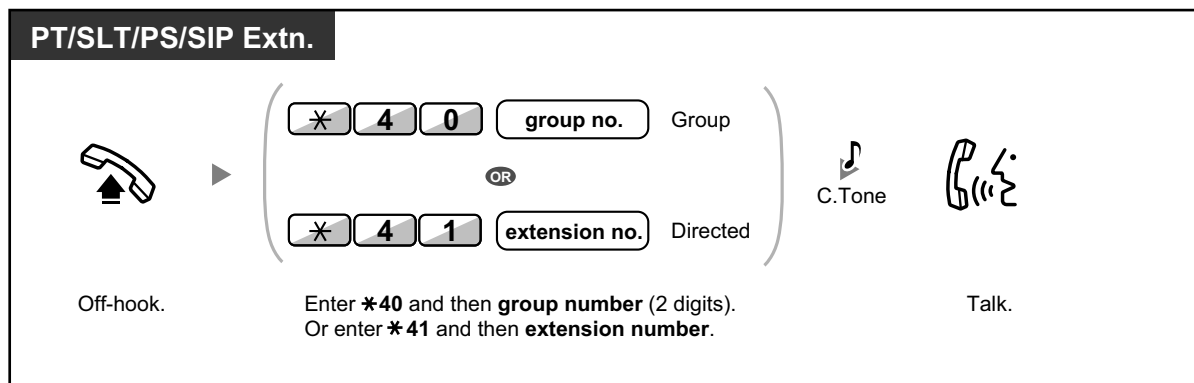 PT/SLT/PS/SIP Extn.
* 4 0 group no. Group
OR
* 4 1 extension no. Directed
C.Tone
Off-hook.
Enter *40 and then group number (2 digits).
Or enter *41 and then extension number.
Talk.